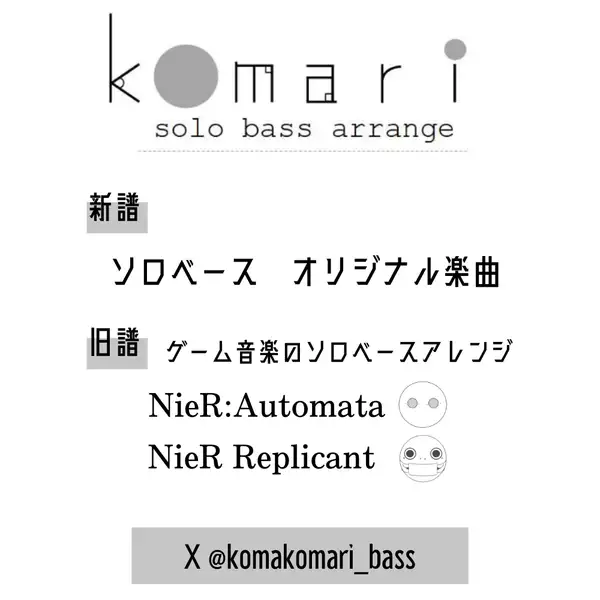 komari
solo bass arrange
新譜
ソロベース オリジナル楽曲
旧譜 ゲーム音楽のソロベースアレンジ
NieR:Automata
NieR Replicant
X @komakomari_bass